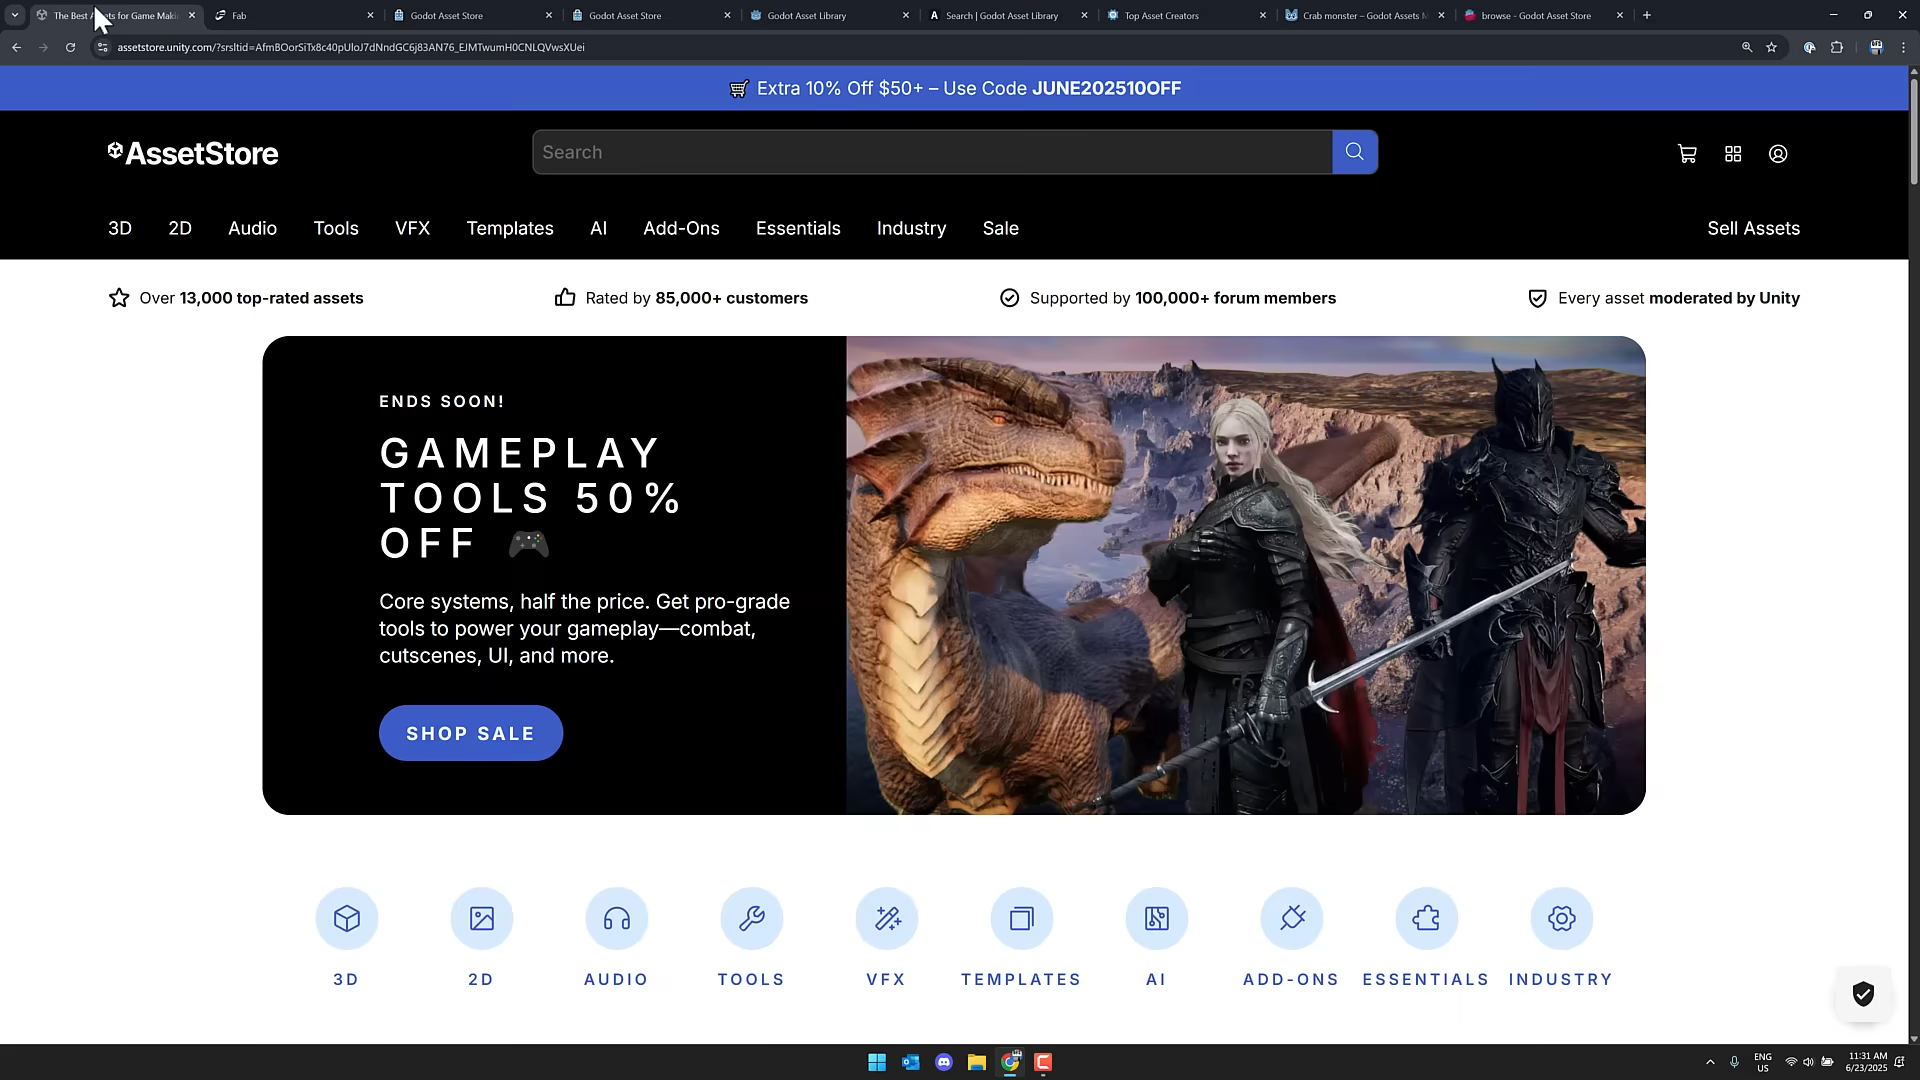 The Best Assets for Game Maki
Fab
Godot Asset Store
Godot Asset Store
Godot Asset Library
Search | Godot Asset Library
Top Asset Creators
Crab monster – Godot Assets M
browse - Godot Asset Store
assetstore.unity.com/?srsltid=AfmBOorSiTx8c40pUloJ7dNndGC6j83AN76_EJMTwumH0CNLQVwsXUei
Extra 10% Off $50+ – Use Code JUNE202510OFF
AssetStore
Search
3D 2D Audio Tools VFX Templates AI Add-Ons Essentials Industry Sale Sell Assets
Over 13,000 top-rated assets
Rated by 85,000+ customers
Supported by 100,000+ forum members
Every asset moderated by Unity
ENDS SOON!
GAMEPLAY
TOOLS 50%
OFF
Core systems, half the price. Get pro-grade
tools to power your gameplay—combat,
cutscenes, UI, and more.
SHOP SALE
3D 2D AUDIO TOOLS VFX TEMPLATES AI ADD-ONS ESSENTIALS INDUSTRY
ENG
US
11:31 AM
6/23/2025